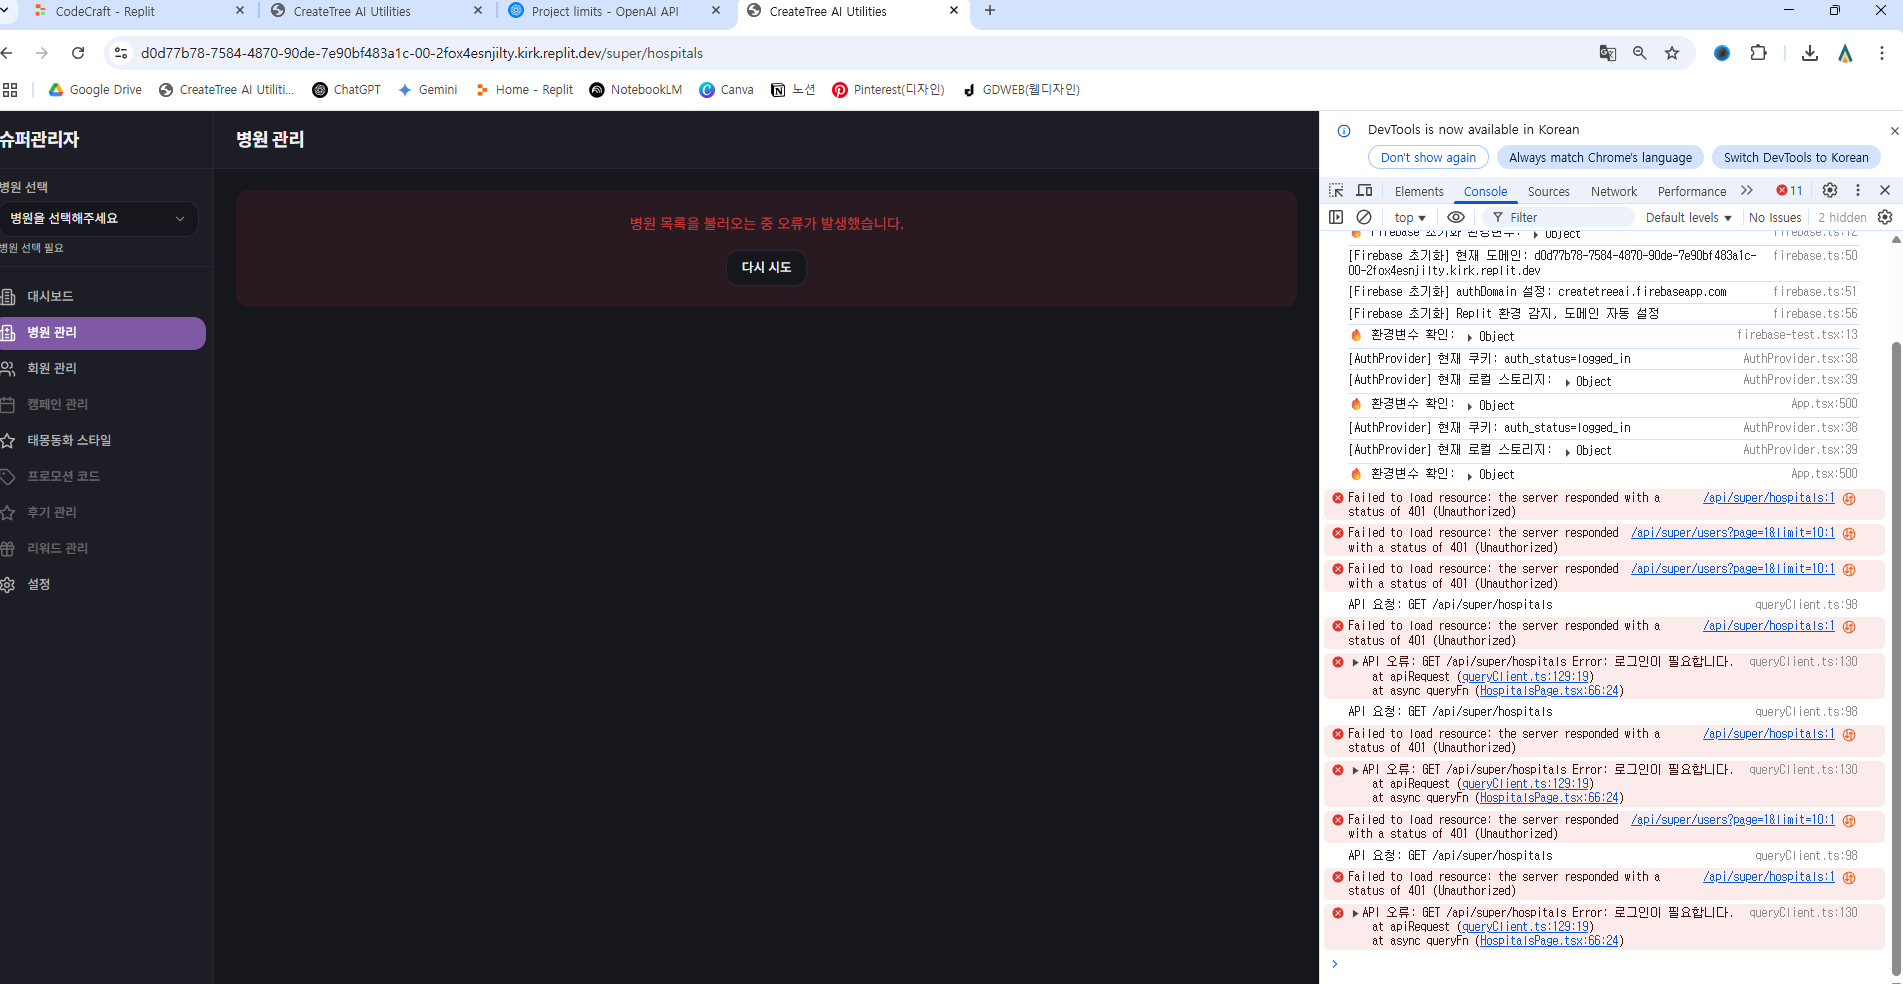 CodeCraft - Replit
CreateTree AI Utilities
Project limits - OpenAI API
CreateTree AI Utilities
d0d77b78-7584-4870-90de-7e90bf483a1c-00-2fox4esnjilty.kirk.replit.dev/super/hospitals
Google Drive
CreateTree AI Utiliti...
ChatGPT
Gemini
Home - Replit
NotebookLM
Canva
노션
Pinterest(디자인)
GDWEB(웹디자인)
슈퍼관리자
병원 선택
병원을 선택해주세요
병원 선택 필요
대시보드
병원 관리
회원 관리
캠페인 관리
태몽동화 스타일
프로모션 코드
후기 관리
리워드 관리
설정
병원 관리
병원 목록을 불러오는 중 오류가 발생했습니다.
다시 시도
DevTools is now available in Korean
Don't show again
Always match Chrome's language
Switch DevTools to Korean
Elements
Console
Sources
Network
Performance
11
top
Filter
Default levels
No Issues
2 hidden
Firebase 초기화 환경변수: Object firebase.ts:12
[Firebase 초기화] 현재 도메인: d0d77b78-7584-4870-90de-7e90bf483a1c- firebase.ts:50
00-2fox4esnjilty.kirk.replit.dev
[Firebase 초기화] authDomain 설정: createtreeai.firebaseapp.com firebase.ts:51
[Firebase 초기화] Replit 환경 감지, 도메인 자동 설정 firebase.ts:56
환경변수 확인: Object firebase-test.tsx:13
[AuthProvider] 현재 쿠키: auth_status=logged_in AuthProvider.tsx:38
[AuthProvider] 현재 로컬 스토리지: Object AuthProvider.tsx:39
환경변수 확인: Object App.tsx:500
[AuthProvider] 현재 쿠키: auth_status=logged_in AuthProvider.tsx:38
[AuthProvider] 현재 로컬 스토리지: Object AuthProvider.tsx:39
환경변수 확인: Object App.tsx:500
Failed to load resource: the server responded with a /api/super/hospitals:1
status of 401 (Unauthorized)
Failed to load resource: the server responded /api/super/users?page=1&limit=10:1
with a status of 401 (Unauthorized)
Failed to load resource: the server responded /api/super/users?page=1&limit=10:1
with a status of 401 (Unauthorized)
API 요청: GET /api/super/hospitals queryClient.ts:98
Failed to load resource: the server responded with a /api/super/hospitals:1
status of 401 (Unauthorized)
API 오류: GET /api/super/hospitals Error: 로그인이 필요합니다. queryClient.ts:130
at apiRequest (queryClient.ts:129:19)
at async queryFn (HospitalsPage.tsx:66:24)
API 요청: GET /api/super/hospitals queryClient.ts:98
Failed to load resource: the server responded with a /api/super/hospitals:1
status of 401 (Unauthorized)
API 오류: GET /api/super/hospitals Error: 로그인이 필요합니다. queryClient.ts:130
at apiRequest (queryClient.ts:129:19)
at async queryFn (HospitalsPage.tsx:66:24)
Failed to load resource: the server responded /api/super/users?page=1&limit=10:1
with a status of 401 (Unauthorized)
API 요청: GET /api/super/hospitals queryClient.ts:98
Failed to load resource: the server responded with a /api/super/hospitals:1
status of 401 (Unauthorized)
API 오류: GET /api/super/hospitals Error: 로그인이 필요합니다. queryClient.ts:130
at apiRequest (queryClient.ts:129:19)
at async queryFn (HospitalsPage.tsx:66:24)